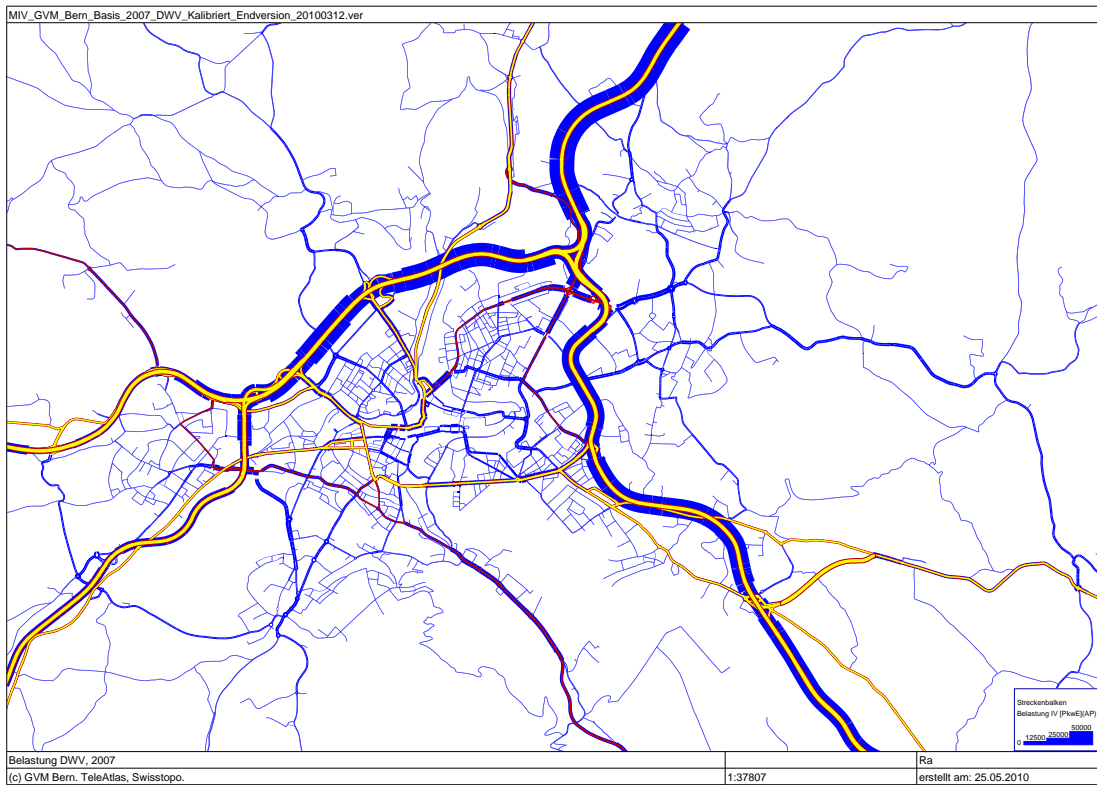 MIV_GVM_Bern_Basis_2007_DWV_Kalibriert_Endversion_20100312.ver
Streckenbalken
Belastung IV [PkwE](AP)
0 12500 25000 50000
Belastung DWV, 2007
Ra
(c) GVM Bern. TeleAtlas, Swisstopo.
1:37807
erstellt am: 25.05.2010